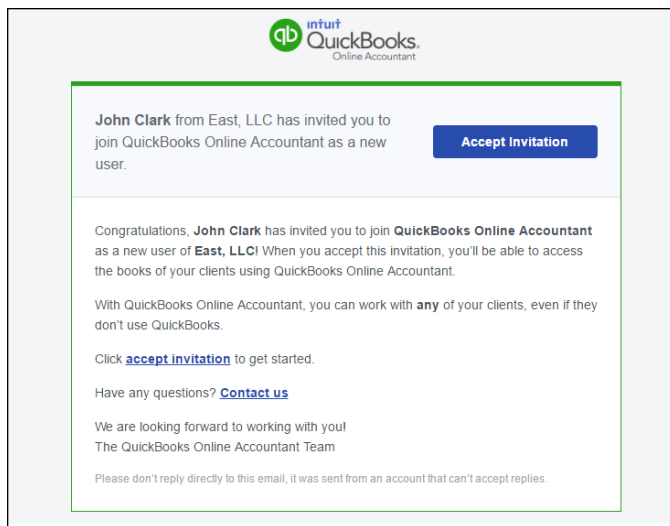 qb
intuit
QuickBooks.
Online Accountant
John Clark from East, LLC has invited you to
join QuickBooks Online Accountant as a new
user.
Accept Invitation
Congratulations, John Clark has invited you to join QuickBooks Online Accountant
as a new user of East, LLC! When you accept this invitation, you'll be able to access
the books of your clients using QuickBooks Online Accountant.
With QuickBooks Online Accountant, you can work with any of your clients, even if they
don't use QuickBooks.
Click accept invitation to get started.
Have any questions? Contact us
We are looking forward to working with you!
The QuickBooks Online Accountant Team
Please don't reply directly to this email, it was sent from an account that can't accept replies.